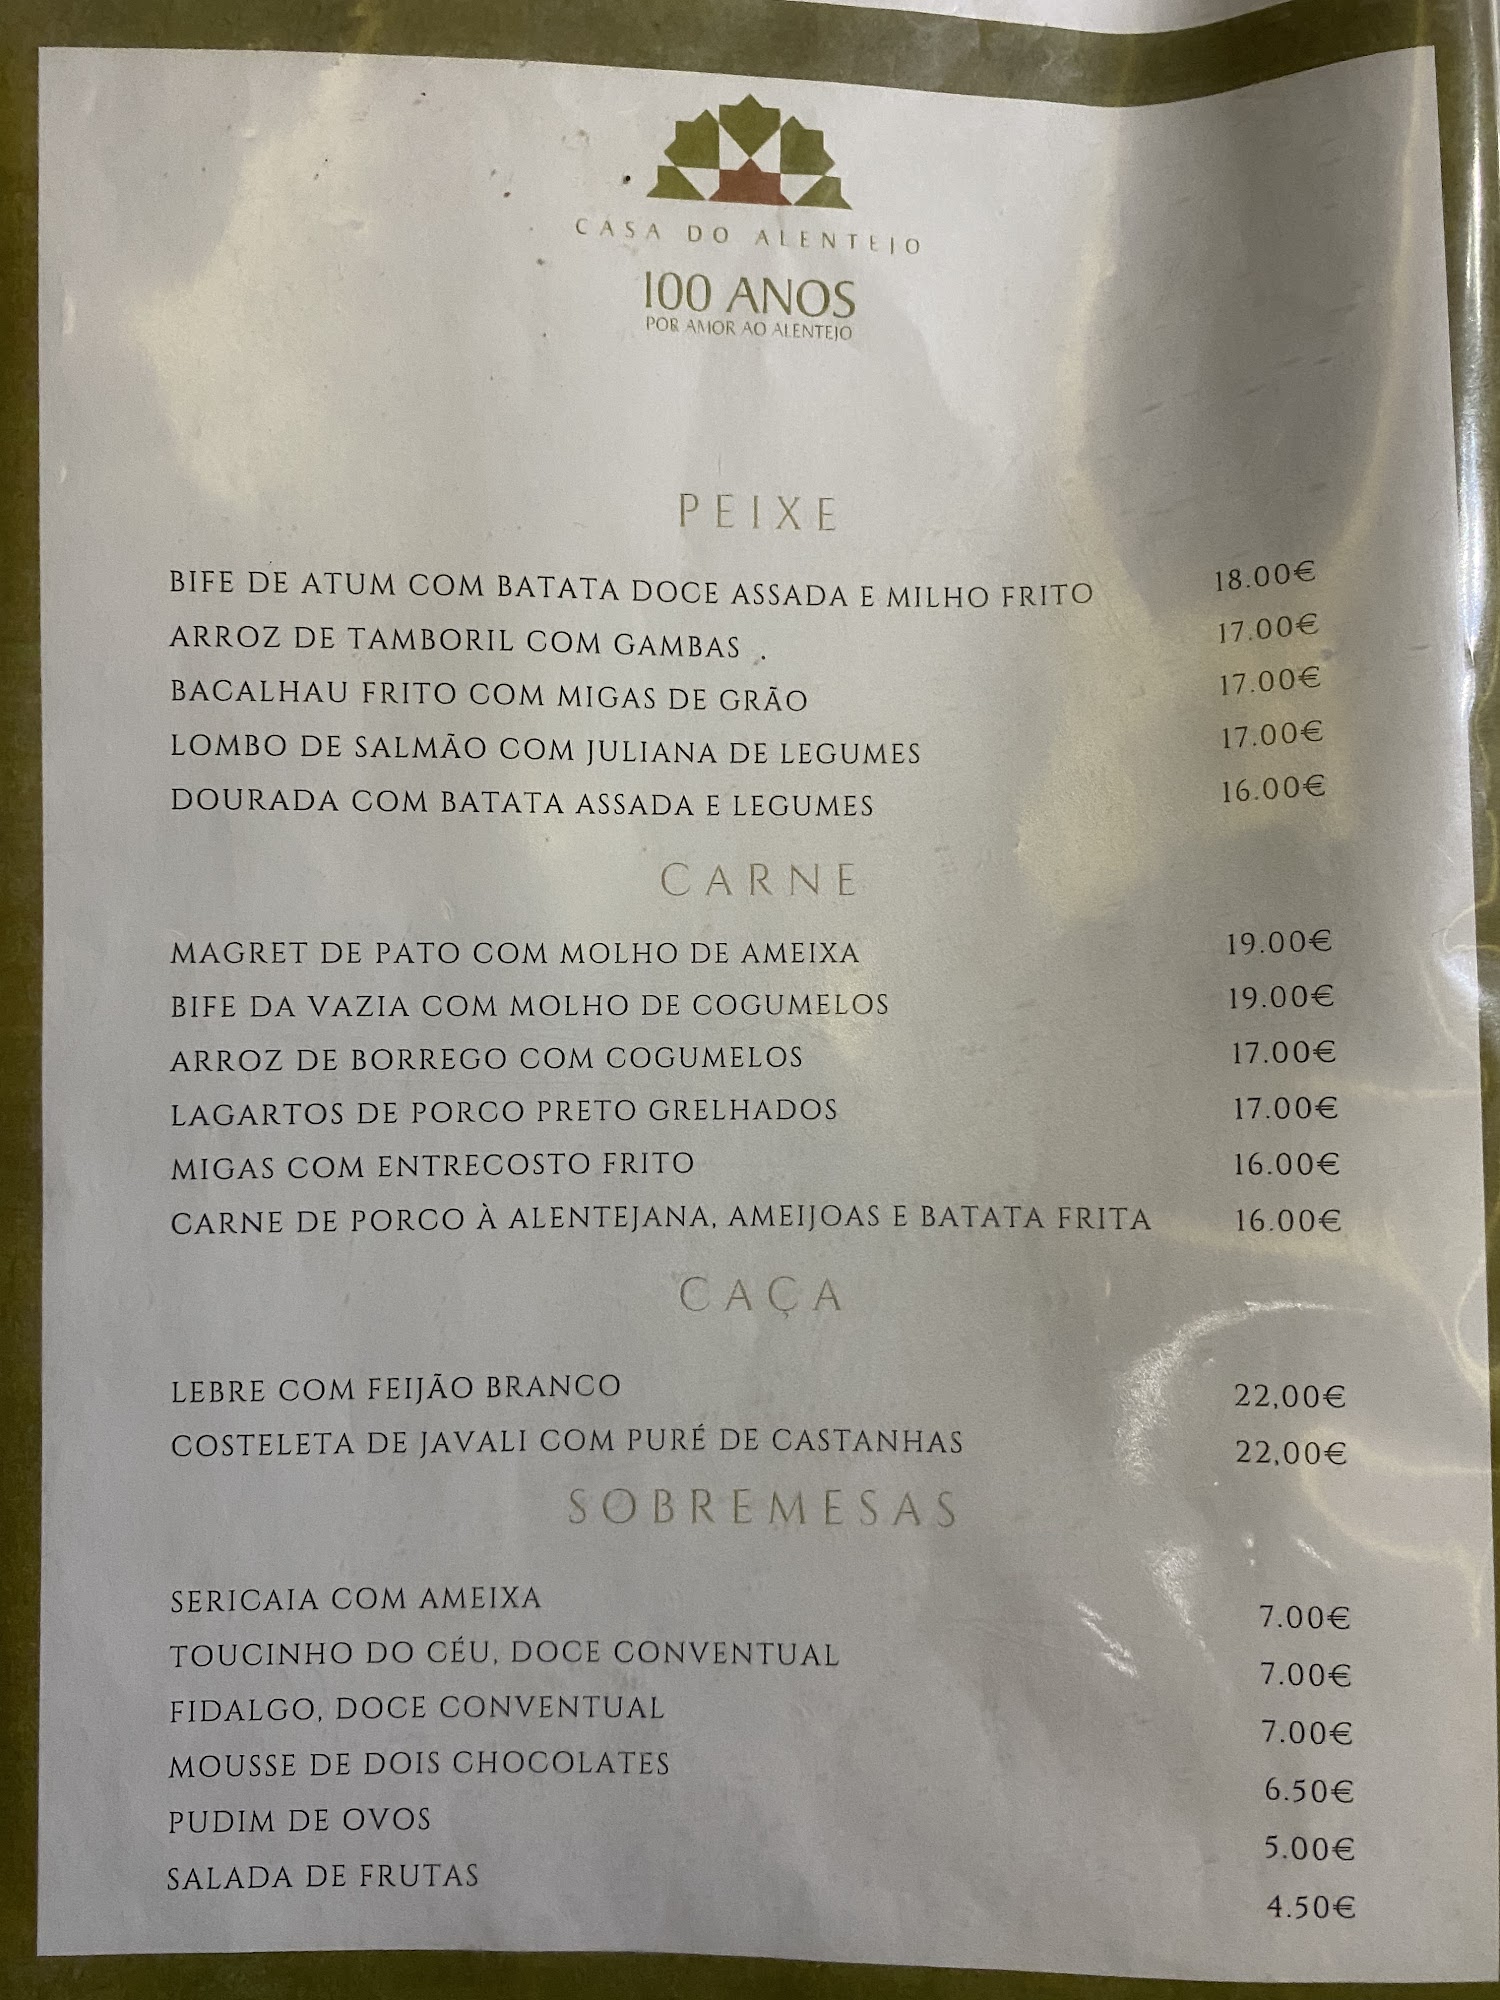 CASA DO ALENTEJO
100 ANOS
POR AMOR AO ALENTEJO
PEIXE
BIFE DE ATUM COM BATATA DOCE ASSADA E MILHO FRITO 18.00€
ARROZ DE TAMBORIL COM GAMBAS . 17.00€
BACALHAU FRITO COM MIGAS DE GRÃO 17.00€
LOMBO DE SALMÃO COM JULIANA DE LEGUMES 17.00€
DOURADA COM BATATA ASSADA E LEGUMES 16.00€
CARNE
MAGRET DE PATO COM MOLHO DE AMEIXA 19.00€
BIFE DA VAZIA COM MOLHO DE COGUMELOS 19.00€
ARROZ DE BORREGO COM COGUMELOS 17.00€
LAGARTOS DE PORCO PRETO GRELHADOS 17.00€
MIGAS COM ENTRECOSTO FRITO 16.00€
CARNE DE PORCO À ALENTEJANA, AMEIJOAS E BATATA FRITA 16.00€
CAÇA
LEBRE COM FEIJÃO BRANCO 22,00€
COSTELETA DE JAVALI COM PURÉ DE CASTANHAS 22,00€
SOBREMESAS
SERICAIA COM AMEIXA 7.00€
TOUCINHO DO CÉU, DOCE CONVENTUAL 7.00€
FIDALGO, DOCE CONVENTUAL 7.00€
MOUSSE DE DOIS CHOCOLATES 6.50€
PUDIM DE OVOS 5.00€
SALADA DE FRUTAS 4.50€